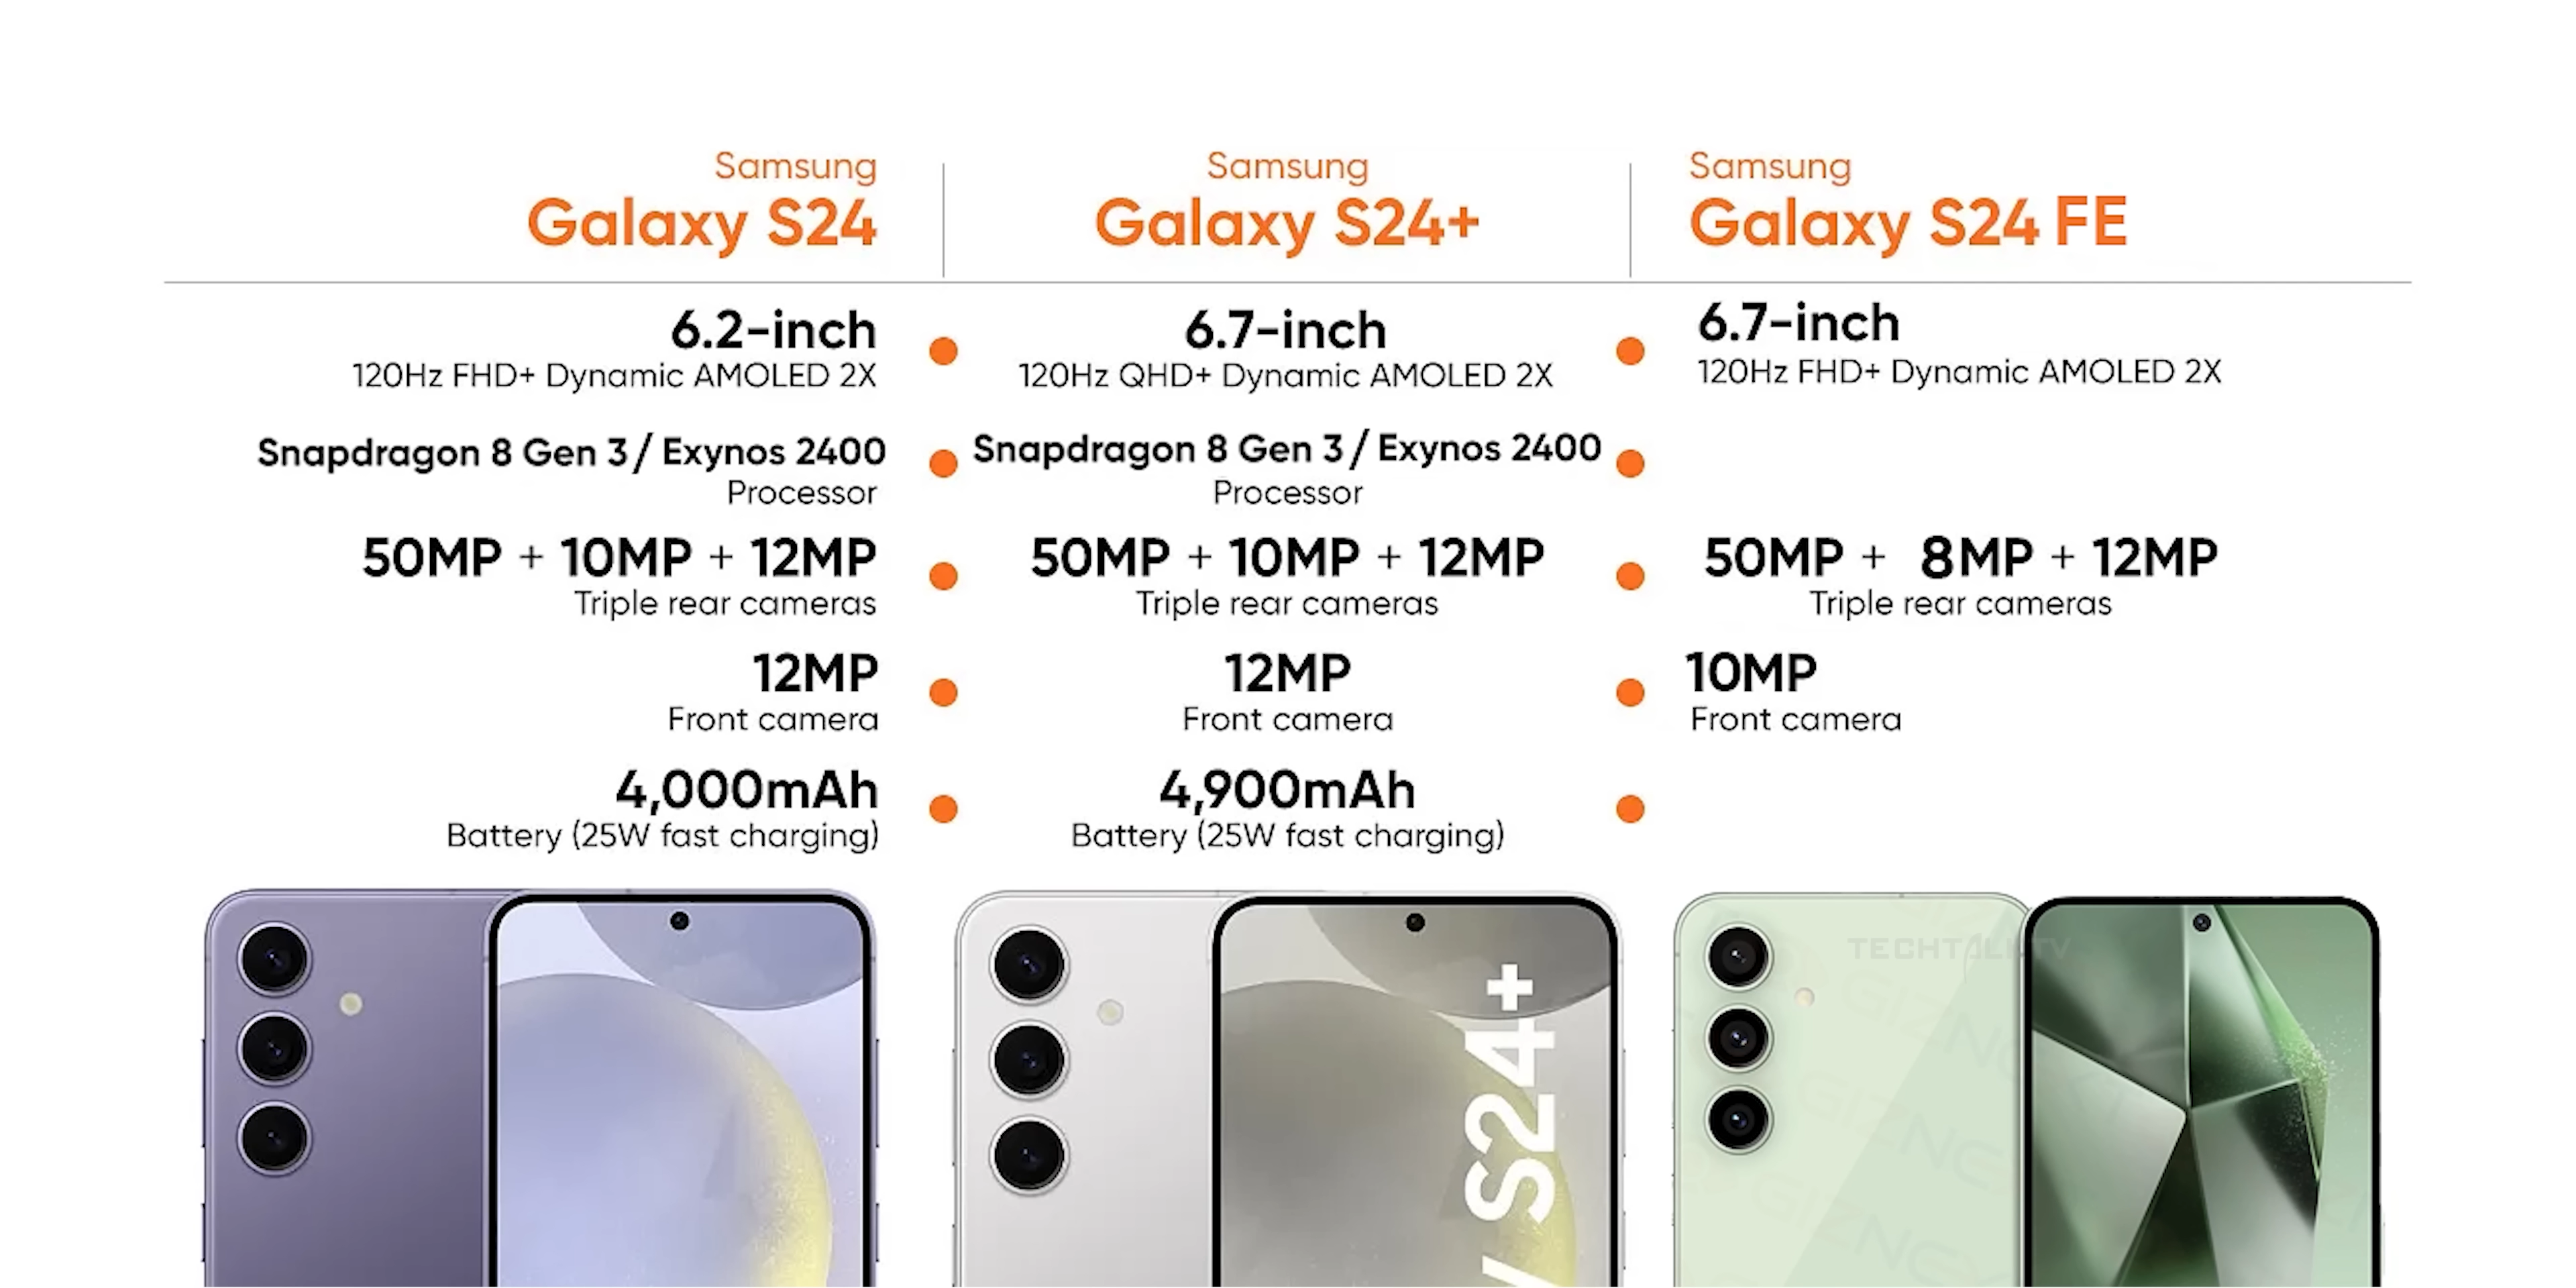 Samsung
Galaxy S24
Samsung
Galaxy S24+
Samsung
Galaxy S24 FE
6.2-inch
120Hz FHD+ Dynamic AMOLED 2X
6.7-inch
120Hz QHD+ Dynamic AMOLED 2X
6.7-inch
120Hz FHD+ Dynamic AMOLED 2X
Snapdragon 8 Gen 3 / Exynos 2400
Processor
Snapdragon 8 Gen 3 / Exynos 2400
Processor
50MP + 10MP + 12MP
Triple rear cameras
50MP + 10MP + 12MP
Triple rear cameras
50MP + 8MP + 12MP
Triple rear cameras
12MP
Front camera
12MP
Front camera
10MP
Front camera
4,000mAh
Battery (25W fast charging)
4,900mAh
Battery (25W fast charging)
S24+